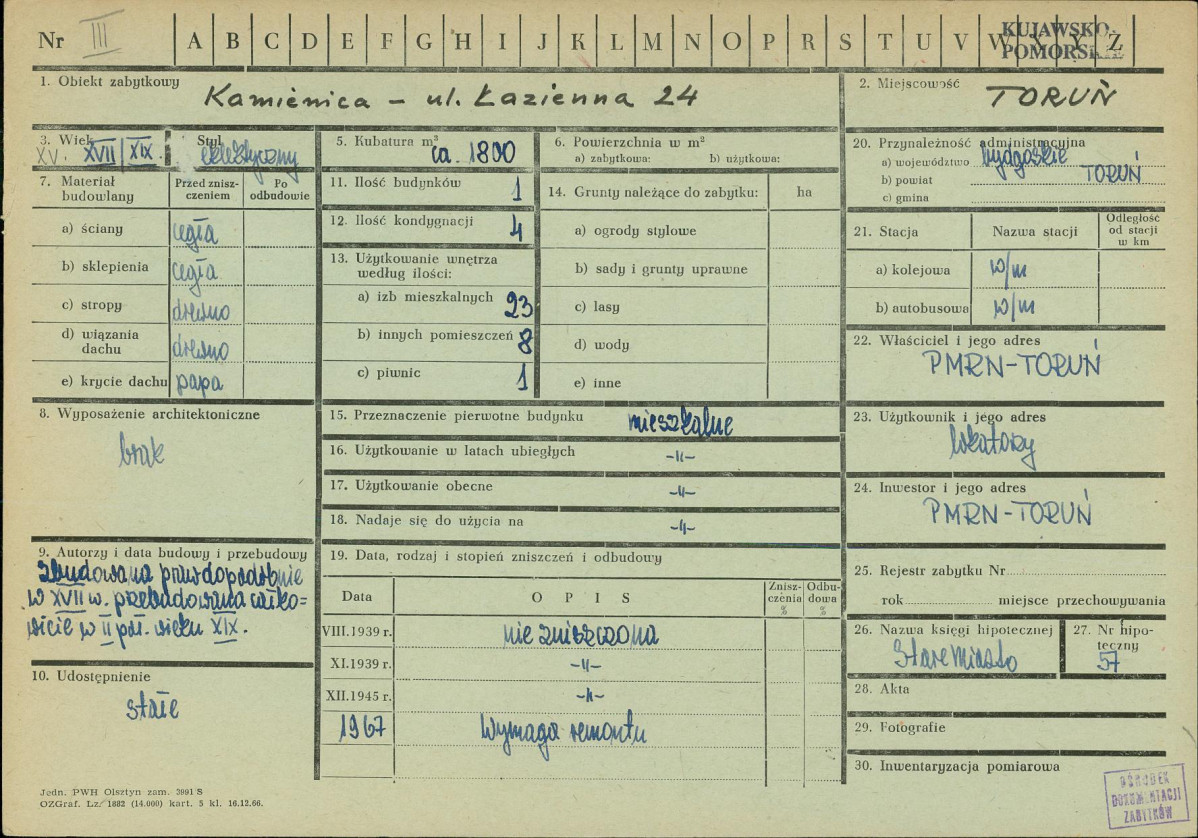 Nr III A B C D E F G H I J K L M N O P R S T U V W X Y Z
KUJAWSKO-
POMORSKIE
1. Obiekt zabytkowy
Kamienica – ul. Łazienna 24
2. Miejscowość
TORUŃ
3. Wiek
XV. XVII/XIX.
Styl
eklektyczny
5. Kubatura m³
ca. 1800
6. Powierzchnia w m²
a) zabytkowa: b) użytkowa:
20. Przynależność administracyjna
a) województwo bydgoskie
b) powiat TORUŃ
c) gmina
7. Materiał budowlany
Przed znisz-
czeniem
Po
odbudowie
a) ściany cegła
b) sklepienia cegła
c) stropy drewno
d) wiązania
dachu drewno
e) krycie dachu papa
11. Ilość budynków 1
12. Ilość kondygnacji 4
13. Użytkowanie wnętrza
według ilości:
a) izb mieszkalnych 23
b) innych pomieszczeń 8
c) piwnic 1
14. Grunty należące do zabytku: ha
a) ogrody stylowe
b) sady i grunty uprawne
c) lasy
d) wody
e) inne
21. Stacja Nazwa stacji
Odległość
od stacji
w km
a) kolejowa w/m
b) autobusowa w/m
22. Właściciel i jego adres
PMRN-TORUŃ
8. Wyposażenie architektoniczne
brak
15. Przeznaczenie pierwotne budynku mieszkalne
16. Użytkowanie w latach ubiegłych -"-
17. Użytkowanie obecne -"-
18. Nadaje się do użycia na -"-
23. Użytkownik i jego adres
lokatorzy
24. Inwestor i jego adres
PMRN-TORUŃ
9. Autorzy i data budowy i przebudowy
zbudowana prawdopodobnie
w XVII w. przebudowana całko=
wicie w II poł. wieku XIX.
10. Udostępnienie
stałe
19. Data, rodzaj i stopień zniszczeń i odbudowy
Data OPIS
Znisz-
czenia
%
Odbu-
dowa
%
VIII.1939 r. nie zniszczona
XI.1939 r. -"-
XII.1945 r. -"-
1967 Wymaga remontu
25. Rejestr zabytku Nr
rok miejsce przechowywania
26. Nazwa księgi hipotecznej
Stare Miasto
27. Nr hipo-
teczny
57
28. Akta
29. Fotografie
30. Inwentaryzacja pomiarowa
Jedn. PWH Olsztyn zam. 3991 S
OZGraf. Lz. 1882 (14.000) kart. 5 kl. 16.12.66.
OŚRODEK
DOKUMENTACJI
ZABYTKÓW